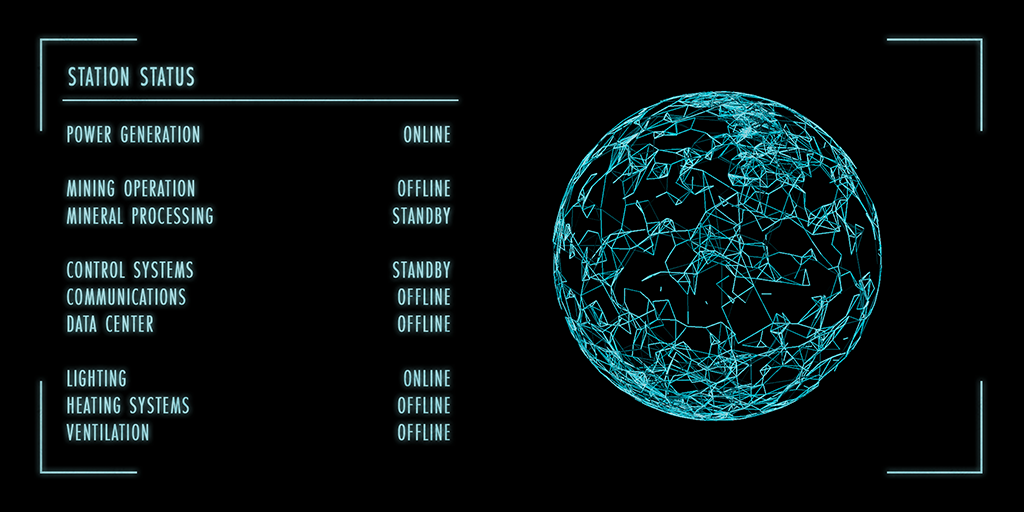 STATION STATUS
POWER GENERATION ONLINE
MINING OPERATION OFFLINE
MINERAL PROCESSING STANDBY
CONTROL SYSTEMS STANDBY
COMMUNICATIONS OFFLINE
DATA CENTER OFFLINE
LIGHTING ONLINE
HEATING SYSTEMS OFFLINE
VENTILATION OFFLINE